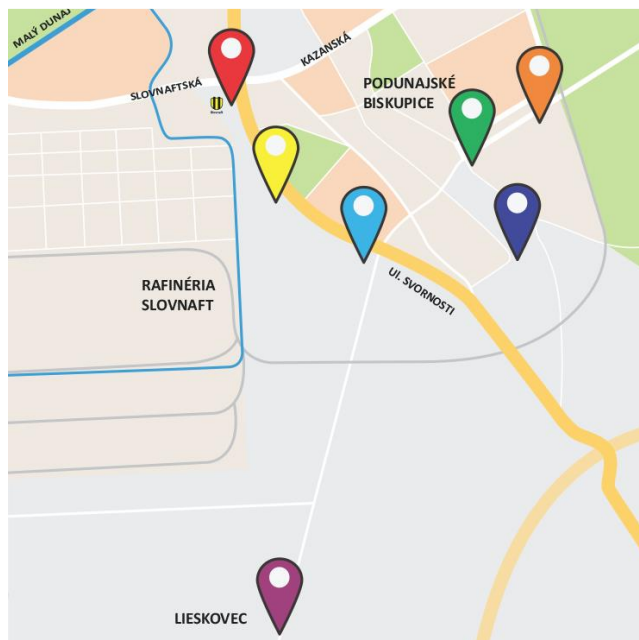 MALÝ DUNAJ
SLOVNAFTSKÁ
KAZANSKÁ
PODUNAJSKÉ
BISKUPICE
RAFINÉRIA
SLOVNAFT
Ul. SVORNOSTI
LIESKOVEC